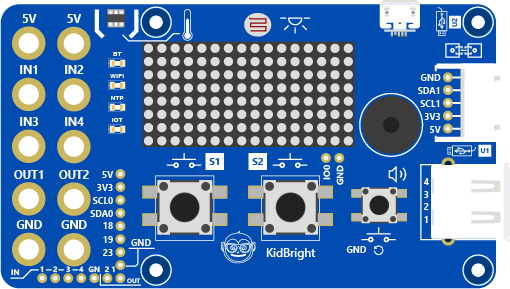 5V 5V
U2
IN1 IN2
BT
WIFI
NTP
IOT
GND
SDA1
SCL1
3V3
5V
IN3 IN4
U1
S1 S2
IO0 GND
OUT1 OUT2
5V
3V3
SCL0
SDA0
18
19
23
4
3
2
1
GND GND
GND
KidBright
GND
IN 1 2 3 4 GN 2 1 OUT